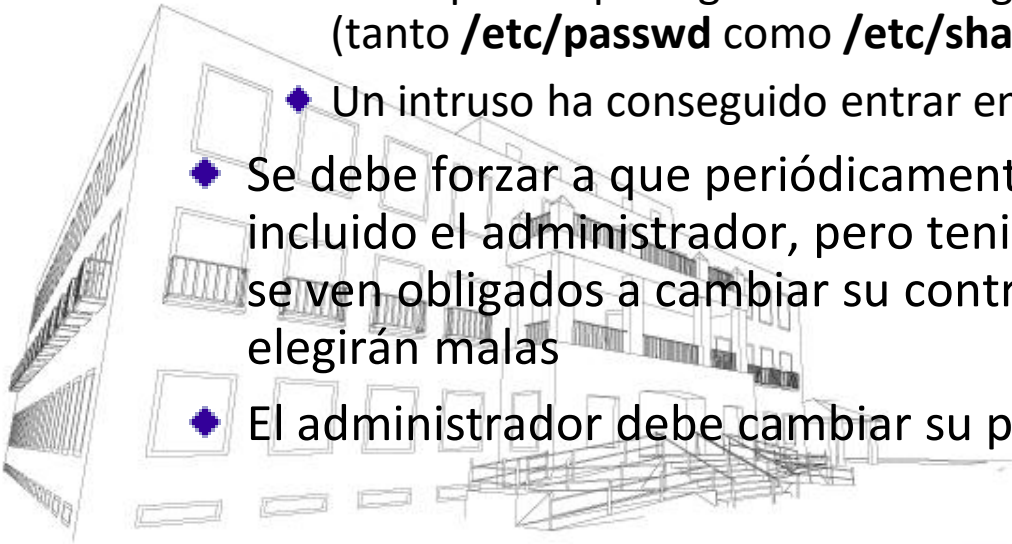 (tanto /etc/passwd como /etc/sha
Un intruso ha conseguido entrar en
Se debe forzar a que periódicament
incluido el administrador, pero teni
se ven obligados a cambiar su contr
elegirán malas
El administrador debe cambiar su p